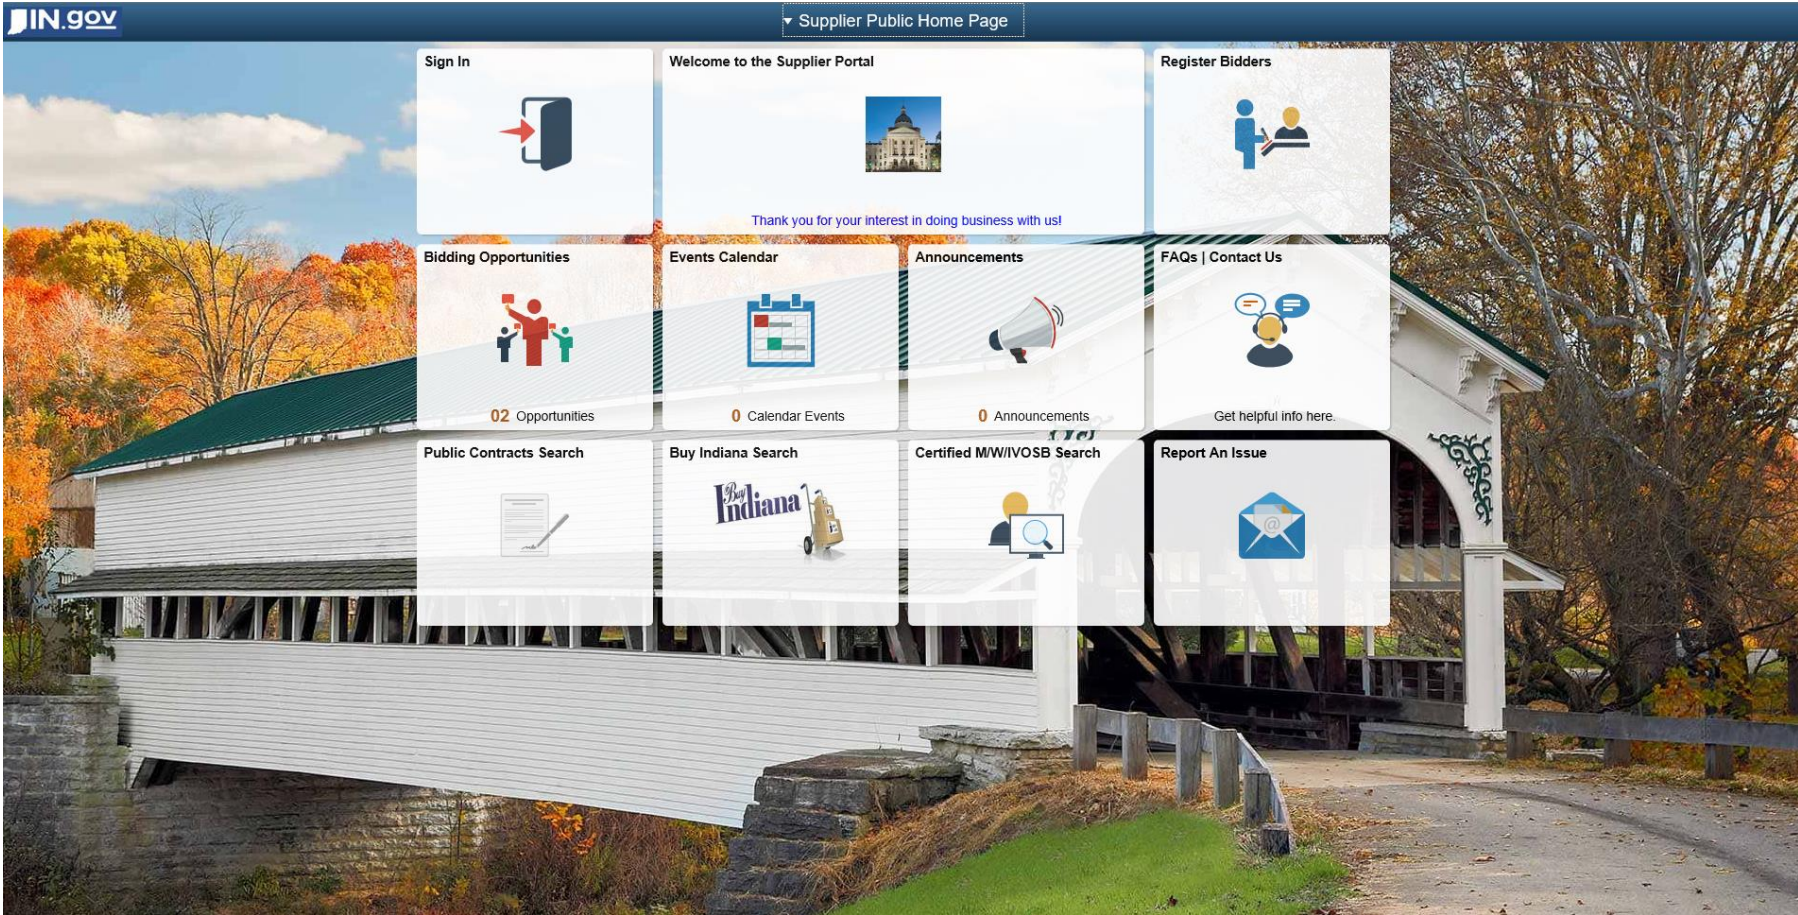 IN.gov
Supplier Public Home Page
Sign In
Welcome to the Supplier Portal
Thank you for your interest in doing business with us!
Register Bidders
Bidding Opportunities
02 Opportunities
Events Calendar
0 Calendar Events
Announcements
0 Announcements
FAQs | Contact Us
Get helpful info here.
Public Contracts Search
Buy Indiana Search
Buy
Indiana
Certified M/W/IVOSB Search
Report An Issue
@